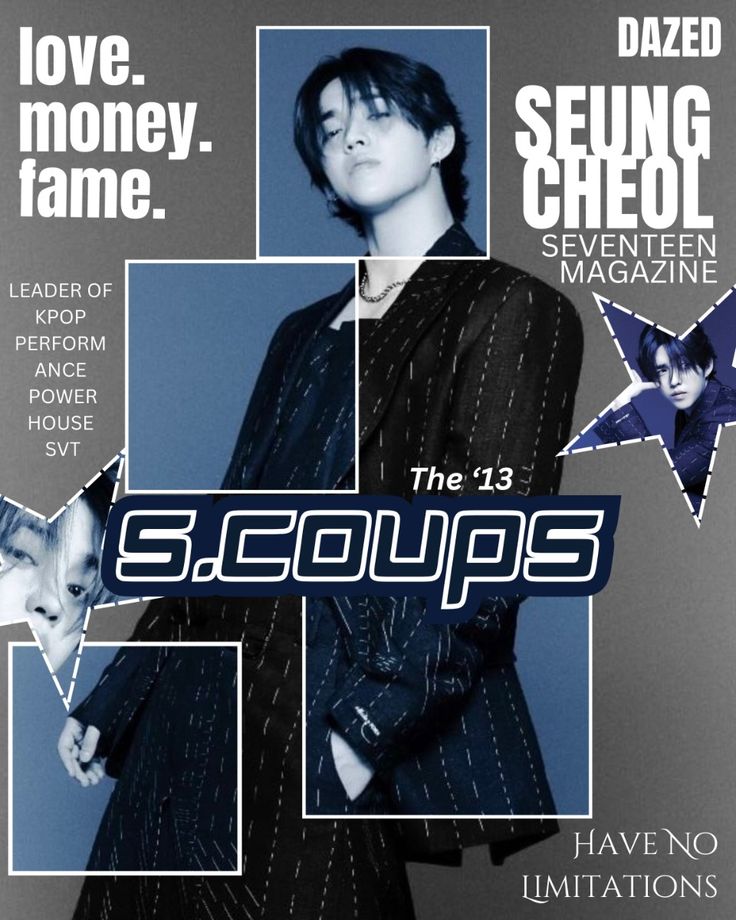 love.
money.
fame.
DAZED
SEUNG
CHEOL
SEVENTEEN
MAGAZINE
LEADER OF
KPOP
PERFORM
ANCE
POWER
HOUSE
SVT
The ‘13
S.COUPS
HAVE NO
LIMITATIONS